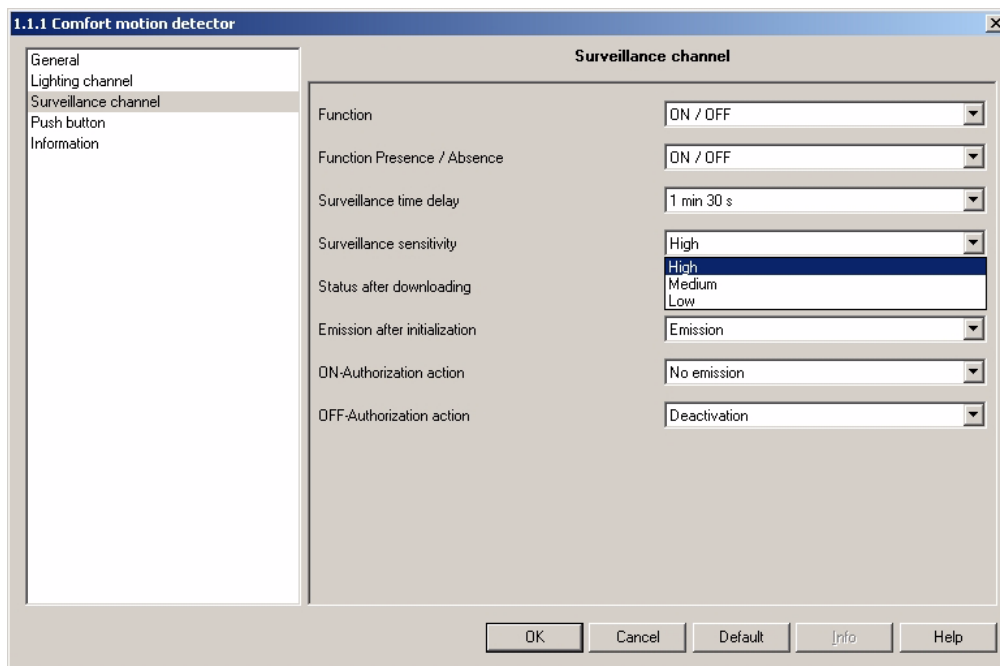 1.1.1 Comfort motion detector
General
Lighting channel
Surveillance channel
Push button
Information
Surveillance channel
Function ON / OFF
Function Presence / Absence ON / OFF
Surveillance time delay 1 min 30 s
Surveillance sensitivity High
High
Medium
Low
Status after downloading
Emission after initialization Emission
ON-Authorization action No emission
OFF-Authorization action Deactivation
OK Cancel Default Info Help